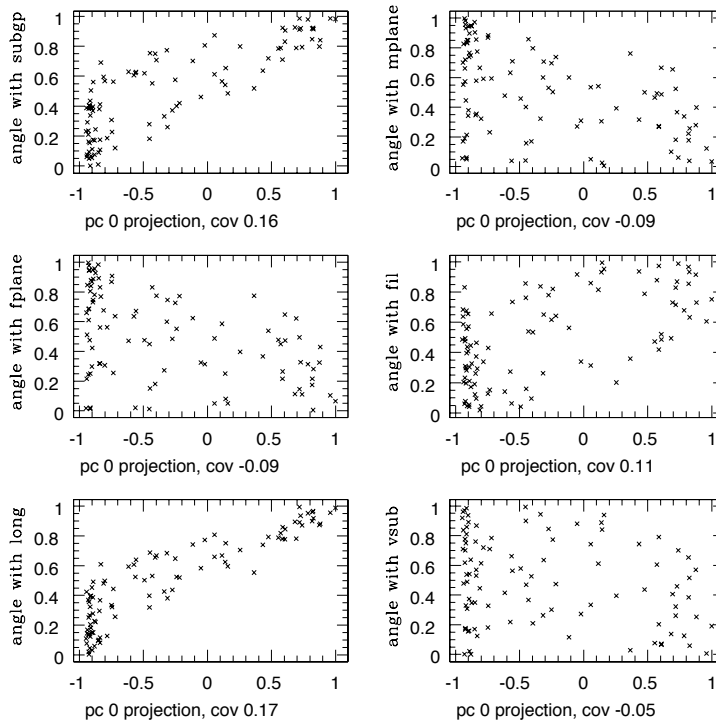 angle with subgp
1
0.8
0.6
0.4
0.2
0
-1 -0.5 0 0.5 1
pc 0 projection, cov 0.16
angle with mplane
1
0.8
0.6
0.4
0.2
0
-1 -0.5 0 0.5 1
pc 0 projection, cov -0.09
angle with fplane
1
0.8
0.6
0.4
0.2
0
-1 -0.5 0 0.5 1
pc 0 projection, cov -0.09
angle with fil
1
0.8
0.6
0.4
0.2
0
-1 -0.5 0 0.5 1
pc 0 projection, cov 0.11
angle with long
1
0.8
0.6
0.4
0.2
0
-1 -0.5 0 0.5 1
pc 0 projection, cov 0.17
angle with vsub
1
0.8
0.6
0.4
0.2
0
-1 -0.5 0 0.5 1
pc 0 projection, cov -0.05